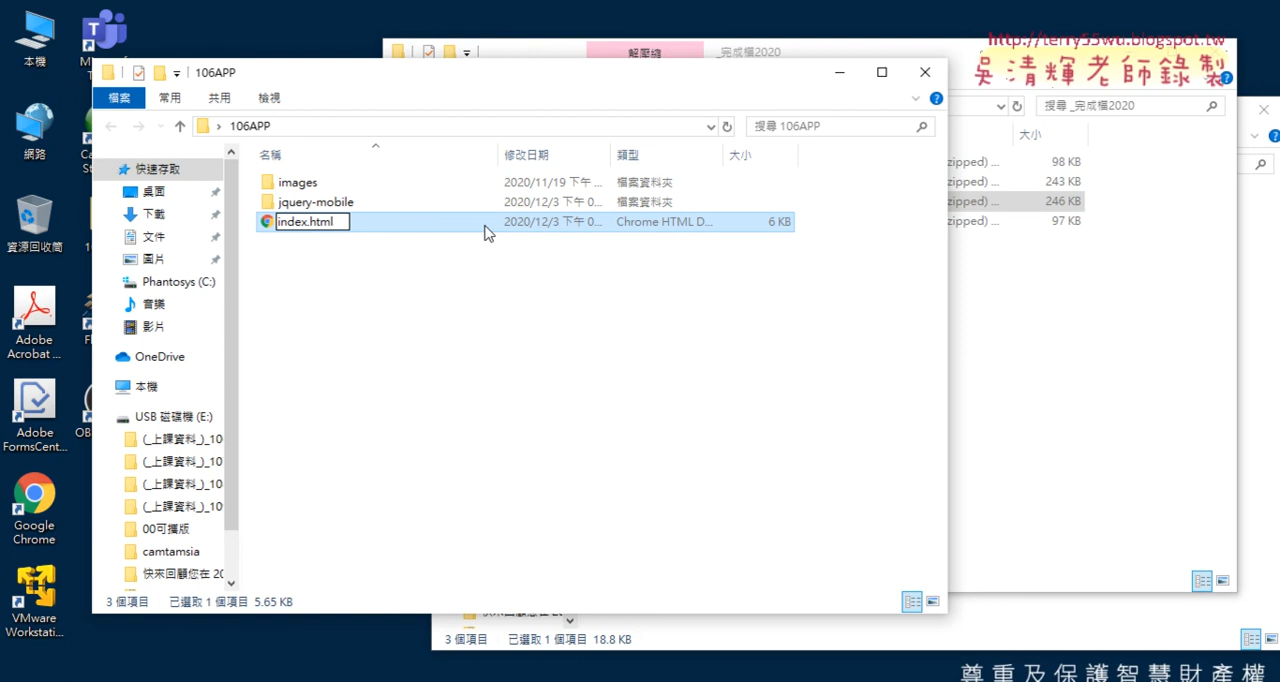 本機
網路
資源回收筒
Adobe
Acrobat ...
Adobe
FormsCent...
Google
Chrome
VMware
Workstati...
http://terry55wu.blogspot.tw
吳清輝老師錄製
解壓縮
_完成檔2020
搜尋 _完成檔2020
大小
zipped) ... 98 KB
zipped) ... 243 KB
zipped) ... 246 KB
zipped) ... 97 KB
106APP
檔案 常用 共用 檢視
106APP
搜尋 106APP
名稱 修改日期 類型 大小
images 2020/11/19 下午 ... 檔案資料夾
jquery-mobile 2020/12/3 下午 0... 檔案資料夾
index.html 2020/12/3 下午 0... Chrome HTML D... 6 KB
快速存取
桌面
下載
文件
圖片
Phantosys (C:)
音樂
影片
OneDrive
本機
USB 磁碟機 (E:)
(_上課資料_)_10
(_上課資料_)_10
(_上課資料_)_10
(_上課資料_)_10
00可攜版
camtamsia
快來回顧您在 20
3 個項目 已選取 1 個項目 5.65 KB
3 個項目 已選取 1 個項目 18.8 KB
尊重及保護智慧財產權